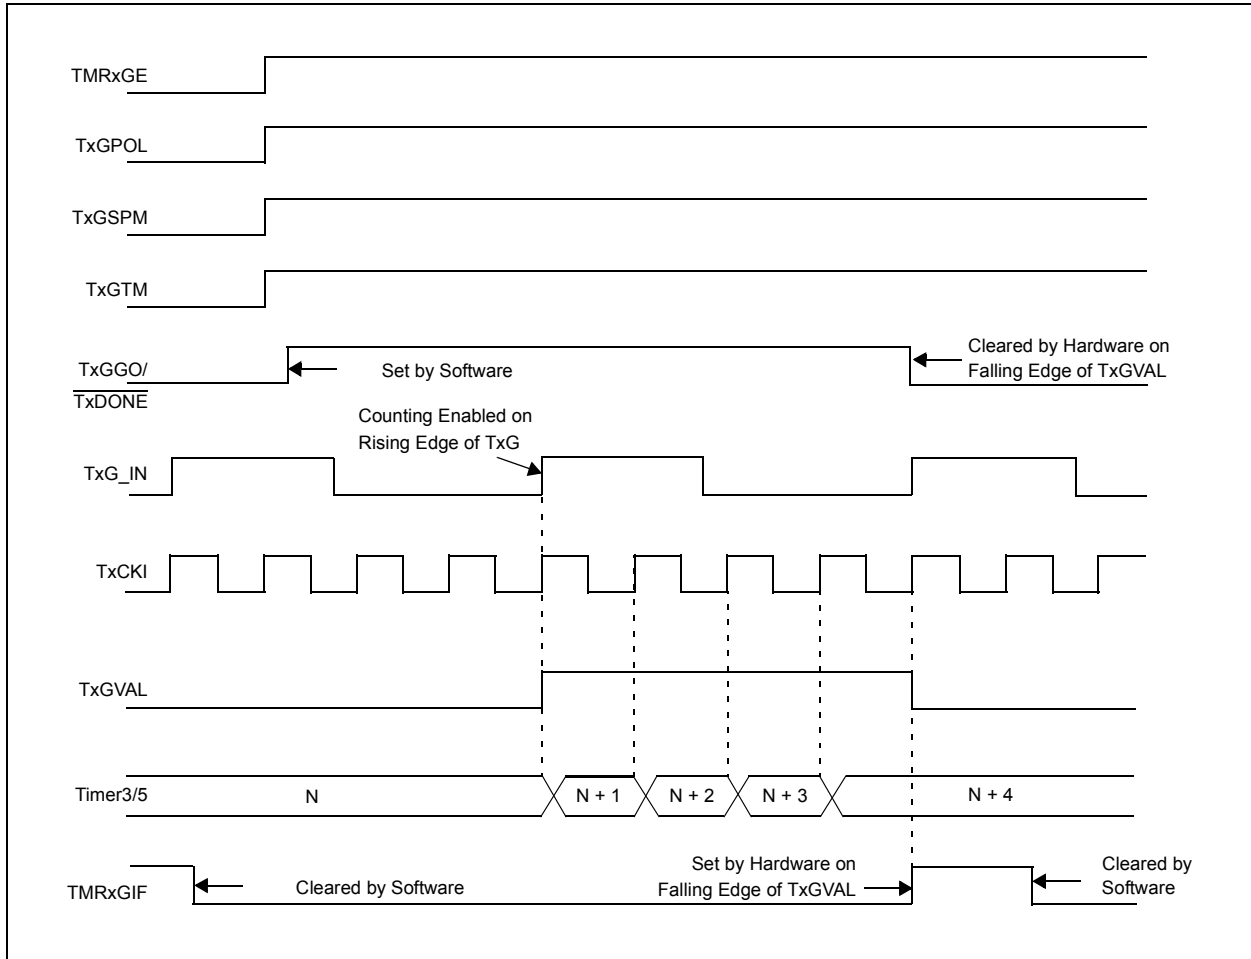 TMRxGE
TxGPOL
TxGSPM
TxGTM
TxGGO/
TxDONE
Set by Software
Cleared by Hardware on
Falling Edge of TxGVAL
Counting Enabled on
Rising Edge of TxG
TxG_IN
TxCKI
TxGVAL
Timer3/5
N
N + 1
N + 2
N + 3
N + 4
TMRxGIF
Cleared by Software
Set by Hardware on
Falling Edge of TxGVAL
Cleared by
Software